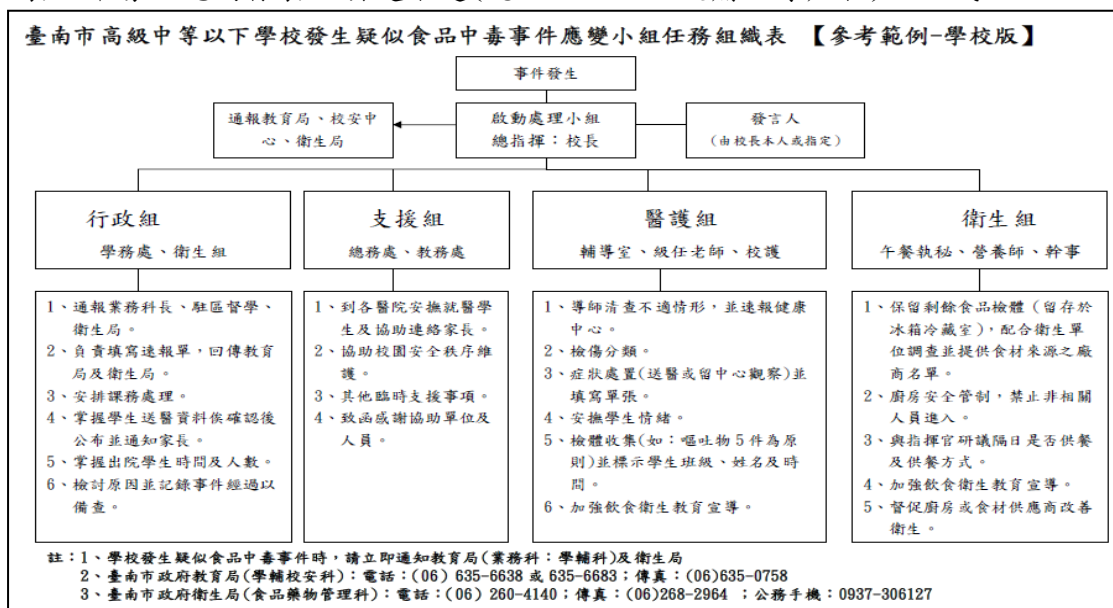 臺南市高級中等以下學校發生疑似食品中毒事件應變小組任務組織表 【參考範例-學校版】
事件發生
通報教育局、校安中
心、衛生局
啟動處理小組
總指揮:校長
發言人
(由校長本人或指定)
行政組
學務處、衛生組
支援組
總務處、教務處
醫護組
輔導室、級任老師、校護
衛生組
午餐執秘、營養師、幹事
1、通報業務科長、駐區督學、
衛生局。
2、負責填寫速報單,回傳教育
局及衛生局。
3、安排課務處理。
4、掌握學生送醫資料俟確認後
公布並通知家長。
5、掌握出院學生時間及人數。
6、檢討原因並記錄事件經過以
備查。
1、到各醫院安撫就醫學
生及協助連絡家長。
2、協助校園安全秩序維
護。
3、其他臨時支援事項。
4、致函感謝協助單位及
人員。
1、導師清查不適情形,並速報健康
中心。
2、檢傷分類。
3、症狀處置(送醫或留中心觀察)並
填寫單張。
4、安撫學生情緒。
5、檢體收集(如:嘔吐物5件為原
則)並標示學生班級、姓名及時
間。
6、加強飲食衛生教育宣導。
1、保留剩餘食品檢體(留存於
冰箱冷藏室),配合衛生單
位調查並提供食材來源之廠
商名單。
2、廚房安全管制,禁止非相關
人員進入。
3、與指揮官研議隔日是否供餐
及供餐方式。
4、加強飲食衛生教育宣導。
5、督促廚房或食材供應商改善
衛生。
註:1、學校發生疑似食品中毒事件時,請立即通知教育局(業務科:學輔科)及衛生局
2、臺南市政府教育局(學輔校安科):電話:(06) 635-6638 或 635-6683;傳真:(06)635-0758
3、臺南市政府衛生局(食品藥物管理科):電話:(06) 260-4140;傳真:(06)268-2964 ;公務手機:0937-306127